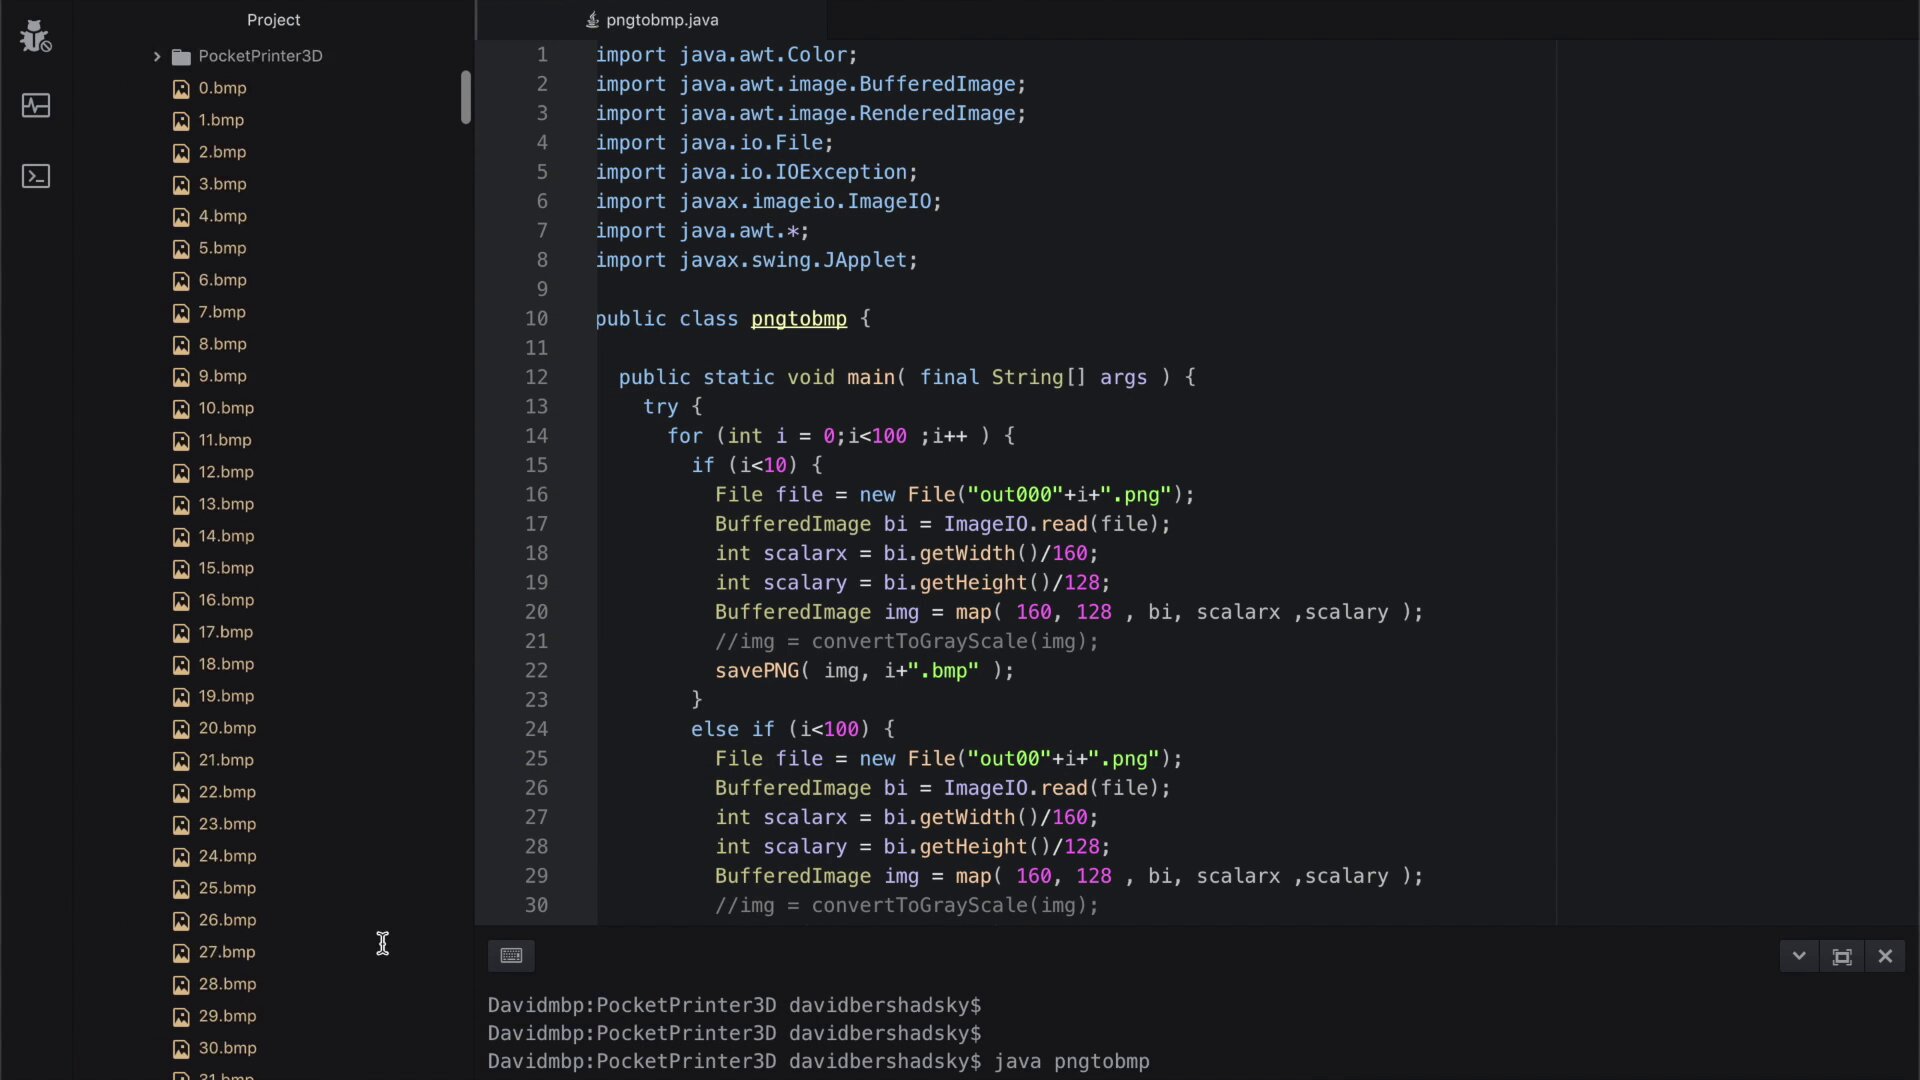 Project
PocketPrinter3D
0.bmp
1.bmp
2.bmp
3.bmp
4.bmp
5.bmp
6.bmp
7.bmp
8.bmp
9.bmp
10.bmp
11.bmp
12.bmp
13.bmp
14.bmp
15.bmp
16.bmp
17.bmp
18.bmp
19.bmp
20.bmp
21.bmp
22.bmp
23.bmp
24.bmp
25.bmp
26.bmp
27.bmp
28.bmp
29.bmp
30.bmp
31.bmp
pngtobmp.java
1 import java.awt.Color;
2 import java.awt.image.BufferedImage;
3 import java.awt.image.RenderedImage;
4 import java.io.File;
5 import java.io.IOException;
6 import javax.imageio.ImageIO;
7 import java.awt.*;
8 import javax.swing.JApplet;
9
10 public class pngtobmp {
11
12 public static void main( final String[] args ) {
13 try {
14 for (int i = 0;i<100 ;i++ ) {
15 if (i<10) {
16 File file = new File("out000"+i+".png");
17 BufferedImage bi = ImageIO.read(file);
18 int scalarx = bi.getWidth()/160;
19 int scalary = bi.getHeight()/128;
20 BufferedImage img = map( 160, 128 , bi, scalarx ,scalary );
21 //img = convertToGrayScale(img);
22 savePNG( img, i+".bmp" );
23 }
24 else if (i<100) {
25 File file = new File("out00"+i+".png");
26 BufferedImage bi = ImageIO.read(file);
27 int scalarx = bi.getWidth()/160;
28 int scalary = bi.getHeight()/128;
29 BufferedImage img = map( 160, 128 , bi, scalarx ,scalary );
30 //img = convertToGrayScale(img);
Davidmbp:PocketPrinter3D davidbershadsky$
Davidmbp:PocketPrinter3D davidbershadsky$
Davidmbp:PocketPrinter3D davidbershadsky$ java pngtobmp